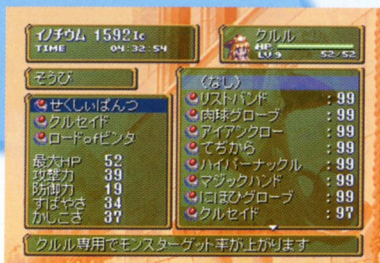 イノチウム 1592Ic
TIME 04:32:54
クルル
HP
LV9 52/52
そうび
せくしいぱんつ
クルセイド
ロードofビンタ
最大HP 52
攻撃力 39
防御力 19
すばやさ 34
かしこさ 37
(なし)
リストバンド :99
肉球グローブ :99
アイアンクロー :99
てぢから :99
ハイパーナックル :99
マジックハンド :99
1コまひグローブ :99
クルセイド :97
クルル専用でモンスターゲット率が上がります